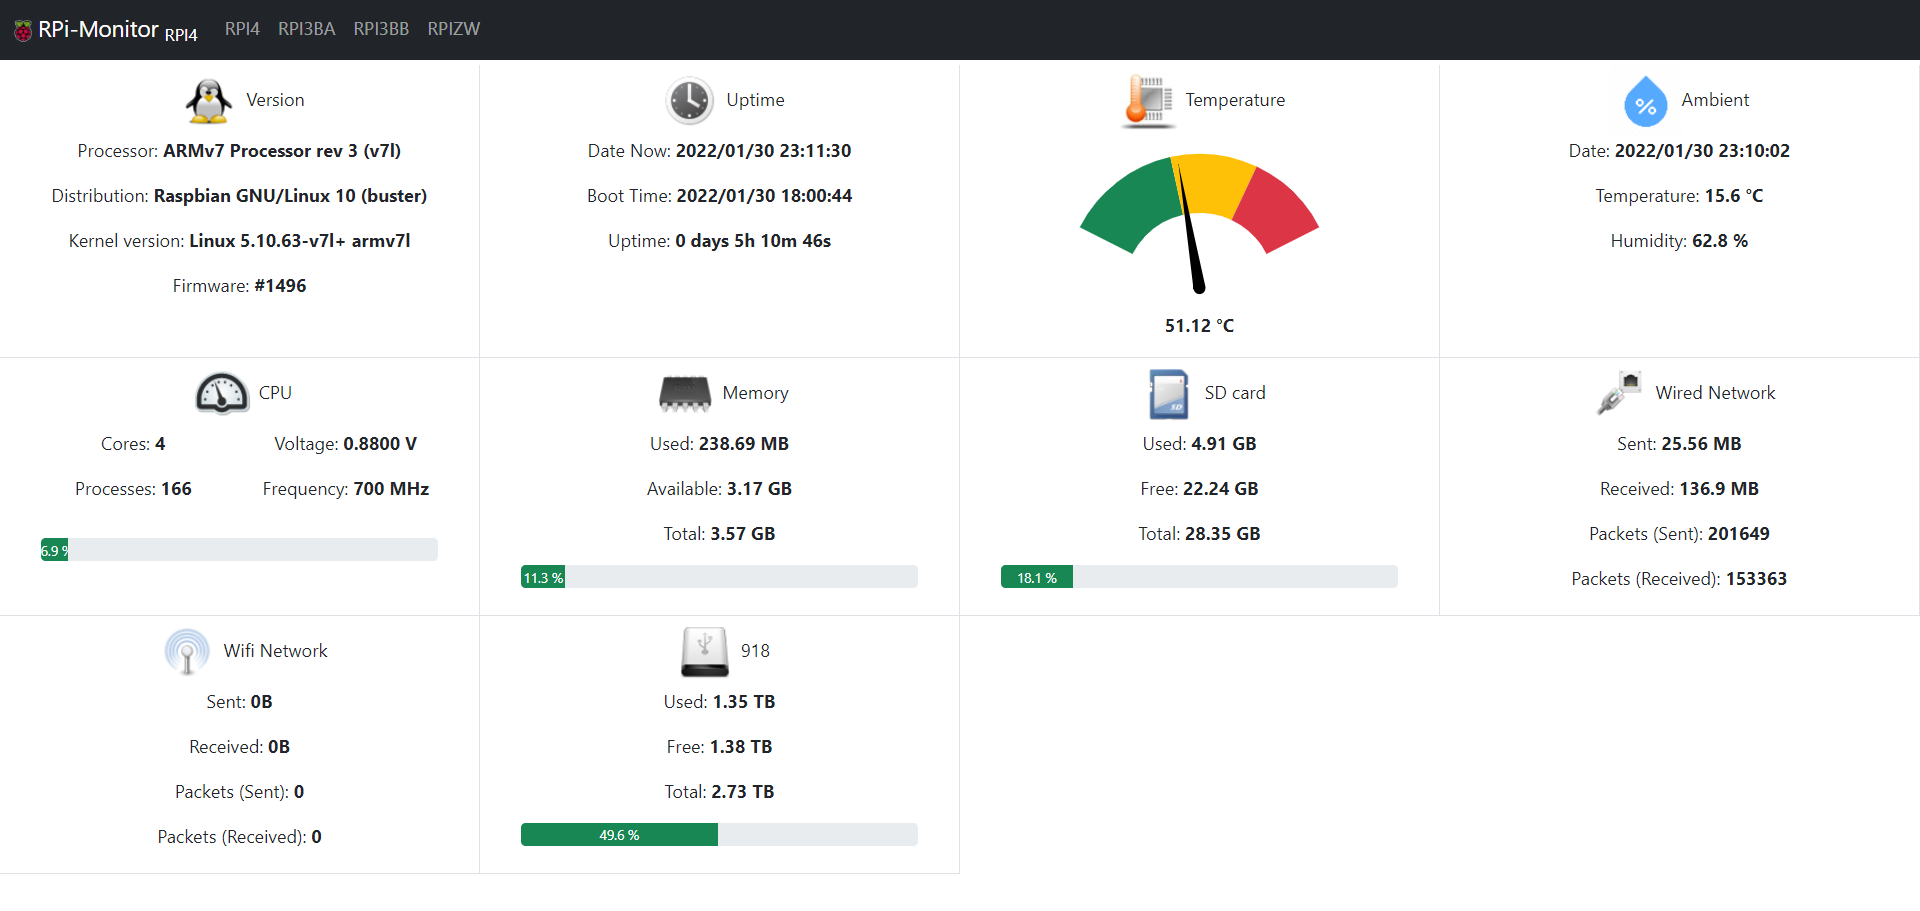 RPi-Monitor RPI4 RPI4 RPI3BA RPI3BB RPIZW
Version
Processor: ARMv7 Processor rev 3 (v7l)
Distribution: Raspbian GNU/Linux 10 (buster)
Kernel version: Linux 5.10.63-v7l+ armv7l
Firmware: #1496
Uptime
Date Now: 2022/01/30 23:11:30
Boot Time: 2022/01/30 18:00:44
Uptime: 0 days 5h 10m 46s
Temperature
51.12 °C
Ambient
%
Date: 2022/01/30 23:10:02
Temperature: 15.6 °C
Humidity: 62.8 %
CPU
Cores: 4 Voltage: 0.8800 V
Processes: 166 Frequency: 700 MHz
6.9 %
Memory
Used: 238.69 MB
Available: 3.17 GB
Total: 3.57 GB
11.3 %
SD card
SD
Used: 4.91 GB
Free: 22.24 GB
Total: 28.35 GB
18.1 %
Wired Network
Sent: 25.56 MB
Received: 136.9 MB
Packets (Sent): 201649
Packets (Received): 153363
Wifi Network
Sent: 0B
Received: 0B
Packets (Sent): 0
Packets (Received): 0
918
Used: 1.35 TB
Free: 1.38 TB
Total: 2.73 TB
49.6 %